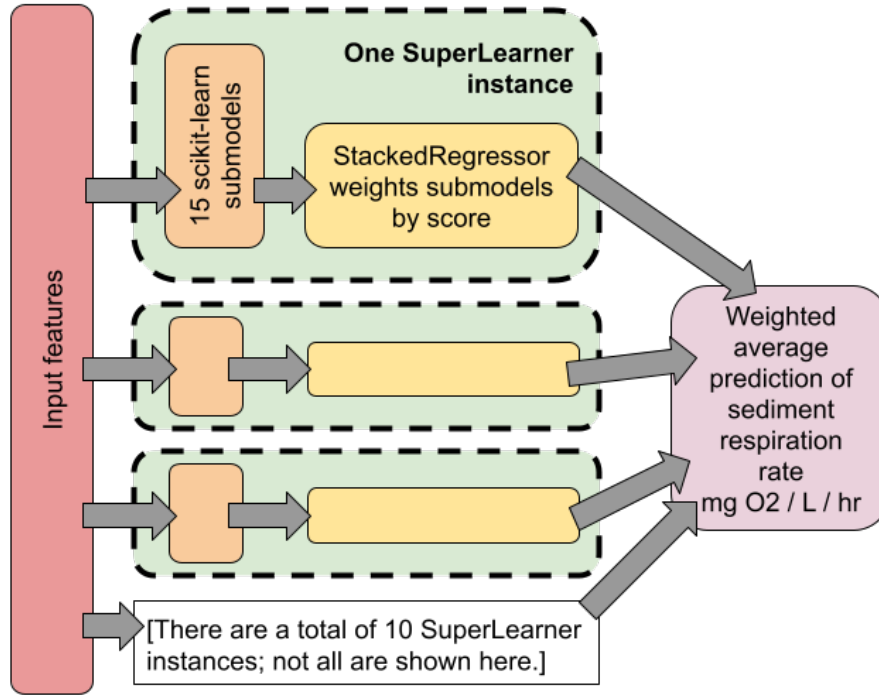 Input features
15 scikit-learn
submodels
One SuperLearner
instance
StackedRegressor
weights submodels
by score
Weighted
average
prediction of
sediment
respiration
rate
mg O2 / L / hr
[There are a total of 10 SuperLearner
instances; not all are shown here.]